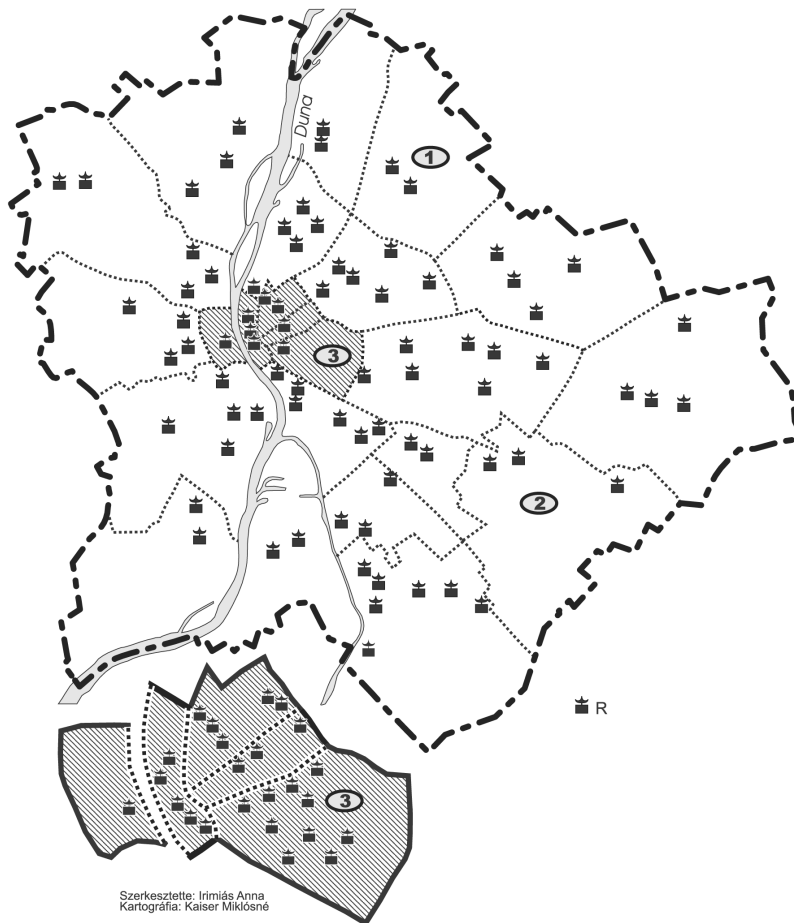 Duna
1
3
2
R
3
Szerkesztette: Irimiás Anna
Kartográfia: Kaiser Miklósné